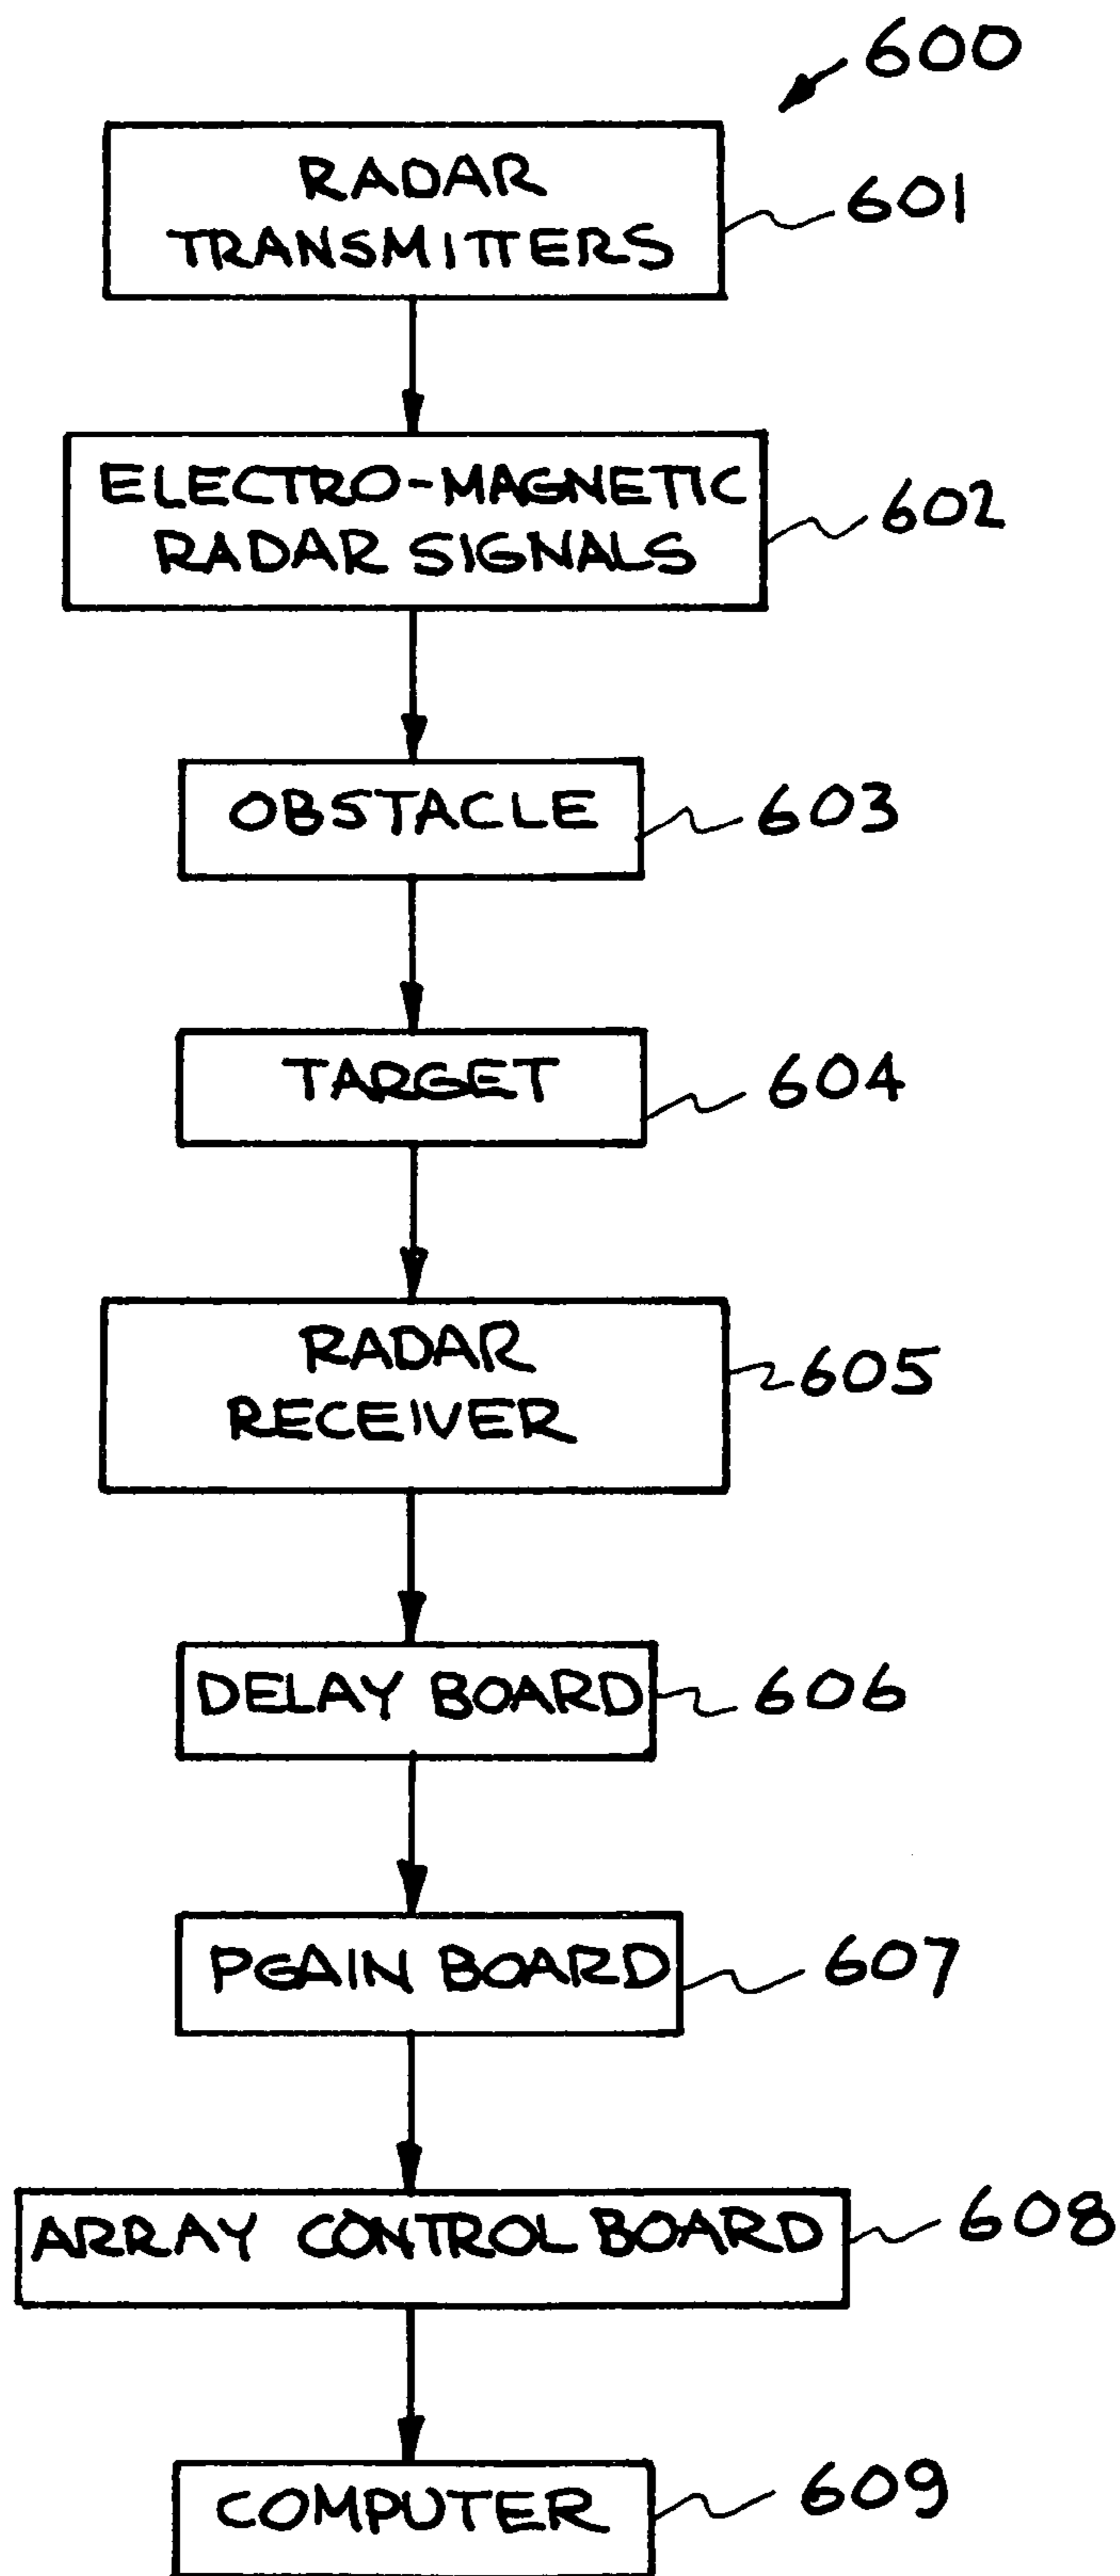 600
RADAR
TRANSMITTERS
601
ELECTRO-MAGNETIC
RADAR SIGNALS
602
OBSTACLE
603
TARGET
604
RADAR
RECEIVER
605
DELAY BOARD
606
PGAIN BOARD
607
ARRAY CONTROL BOARD
608
COMPUTER
609